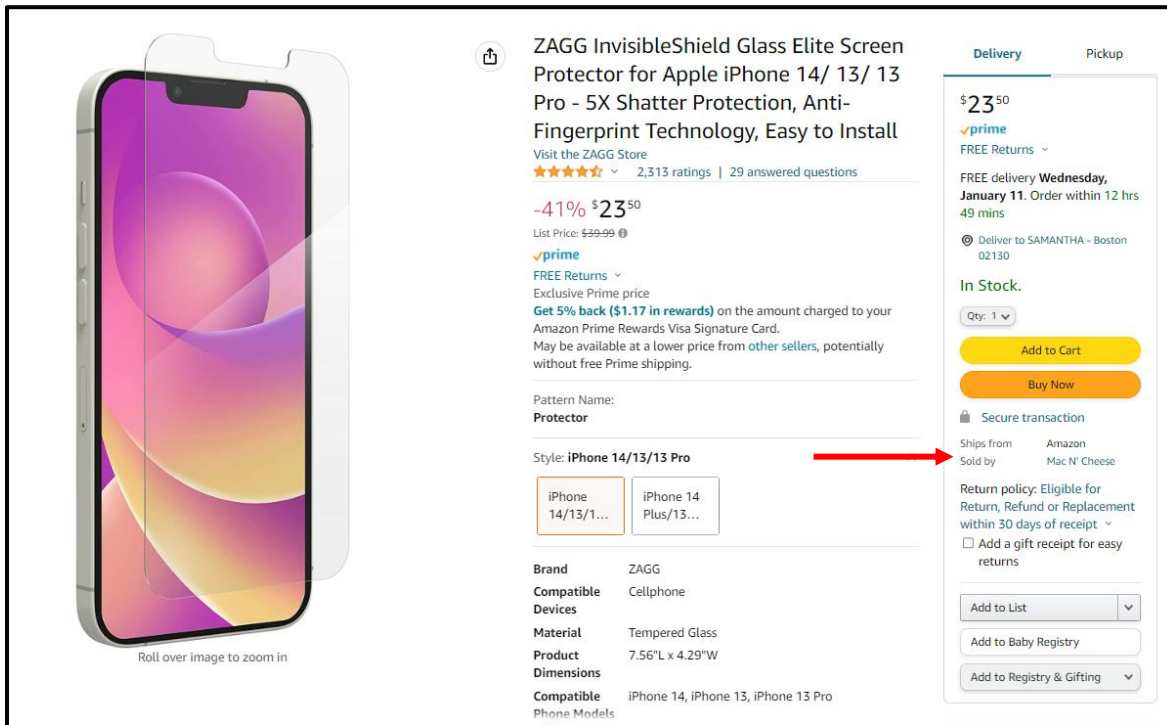 Roll over image to zoom in
ZAGG InvisibleShield Glass Elite Screen
Protector for Apple iPhone 14/ 13/ 13
Pro - 5X Shatter Protection, Anti-
Fingerprint Technology, Easy to Install
Visit the ZAGG Store
2,313 ratings | 29 answered questions
-41% $2350
List Price: $39.99
prime
FREE Returns
Exclusive Prime price
Get 5% back ($1.17 in rewards) on the amount charged to your
Amazon Prime Rewards Visa Signature Card.
May be available at a lower price from other sellers, potentially
without free Prime shipping.
Pattern Name:
Protector
Style: iPhone 14/13/13 Pro
iPhone
14/13/1...
iPhone 14
Plus/13...
Brand ZAGG
Compatible Cellphone
Devices
Material Tempered Glass
Product 7.56"L x 4.29"W
Dimensions
Compatible iPhone 14, iPhone 13, iPhone 13 Pro
Phone Models
Delivery Pickup
$2350
prime
FREE Returns
FREE delivery Wednesday,
January 11. Order within 12 hrs
49 mins
Deliver to SAMANTHA - Boston
02130
In Stock.
Qty: 1
Add to Cart
Buy Now
Secure transaction
Ships from Amazon
Sold by Mac N' Cheese
Return policy: Eligible for
Return, Refund or Replacement
within 30 days of receipt
Add a gift receipt for easy
returns
Add to List
Add to Baby Registry
Add to Registry & Gifting